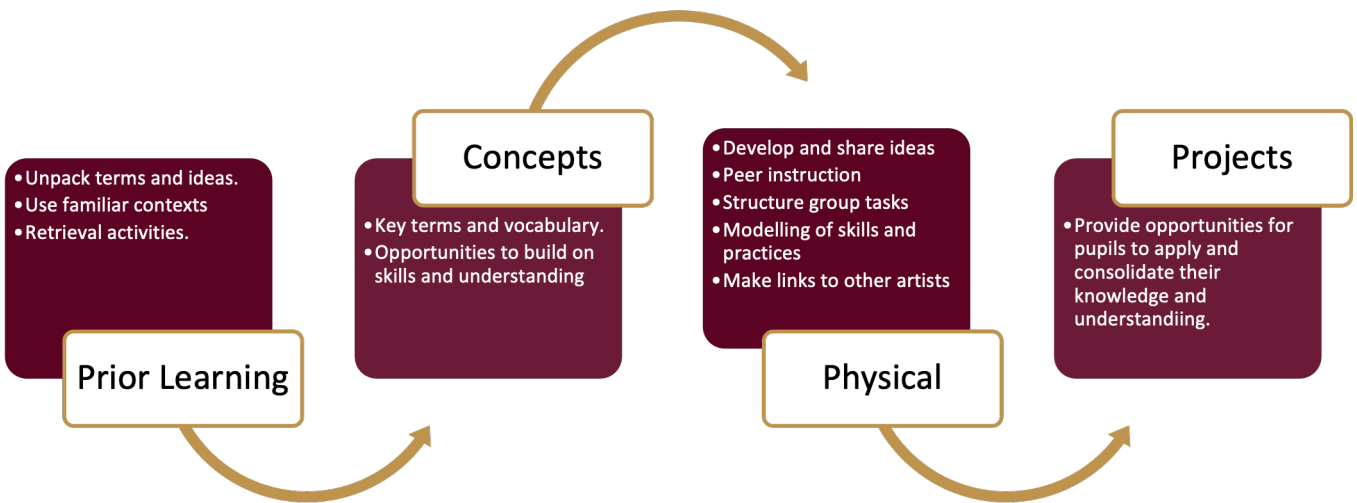 • Unpack terms and ideas.
• Use familiar contexts
• Retrieval activities.
Prior Learning
Concepts
• Key terms and vocabulary.
• Opportunities to build on
skills and understanding
• Develop and share ideas
• Peer instruction
• Structure group tasks
• Modelling of skills and
practices
• Make links to other artists
Physical
Projects
• Provide opportunities for
pupils to apply and
consolidate their
knowledge and
understandiing.